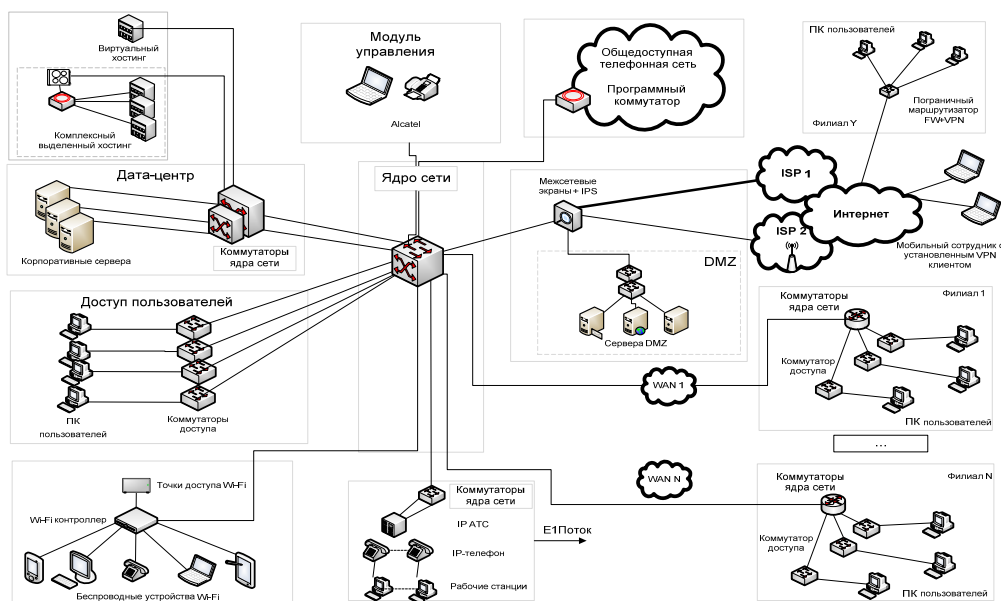 Виртуальный
хостинг
Комплексный
выделенный хостинг
Модуль
управления
Alcatel
Общедоступная
телефонная сеть
Программный
коммутатор
ПК пользователей
Пограничный
маршрутизатор
FW+VPN
Филиал Y
Дата-центр
Корпоративные сервера
Коммутаторы
ядра сети
Ядро сети
Межсетевые
экраны + IPS
ISP 1
ISP 2
Интернет
Мобильный сотрудник с
установленным VPN
клиентом
DMZ
Сервера DMZ
Доступ пользователей
ПК
пользователей
Коммутаторы
доступа
WAN 1
Филиал 1
Коммутаторы
ядра сети
Коммутатор
доступа
ПК пользователей
...
Точки доступа Wi-Fi
Wi-Fi контроллер
Беспроводные устройства Wi-Fi
Коммутаторы
ядра сети
IP АТС
IP-телефон
Рабочие станции
E1Поток
WAN N
Филиал N
Коммутаторы
ядра сети
Коммутатор
доступа
ПК пользователей